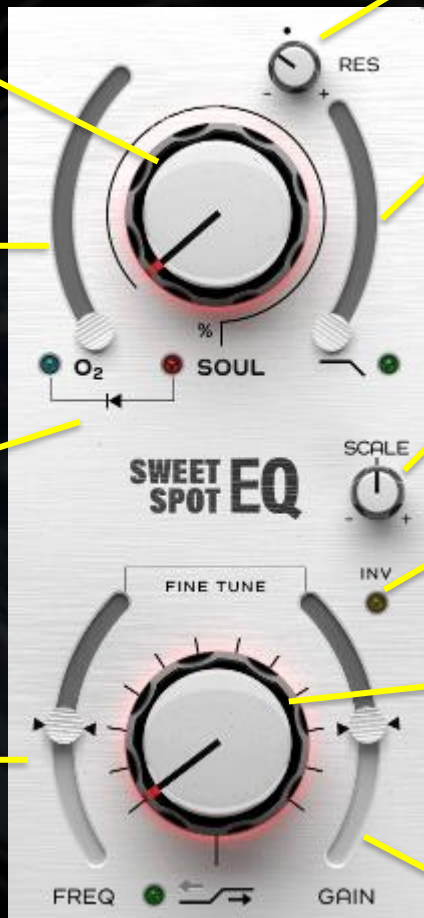 RES
- +
%
O₂ SOUL
SCALE
- +
SWEET
SPOT EQ
INV
FINE TUNE
FREQ GAIN